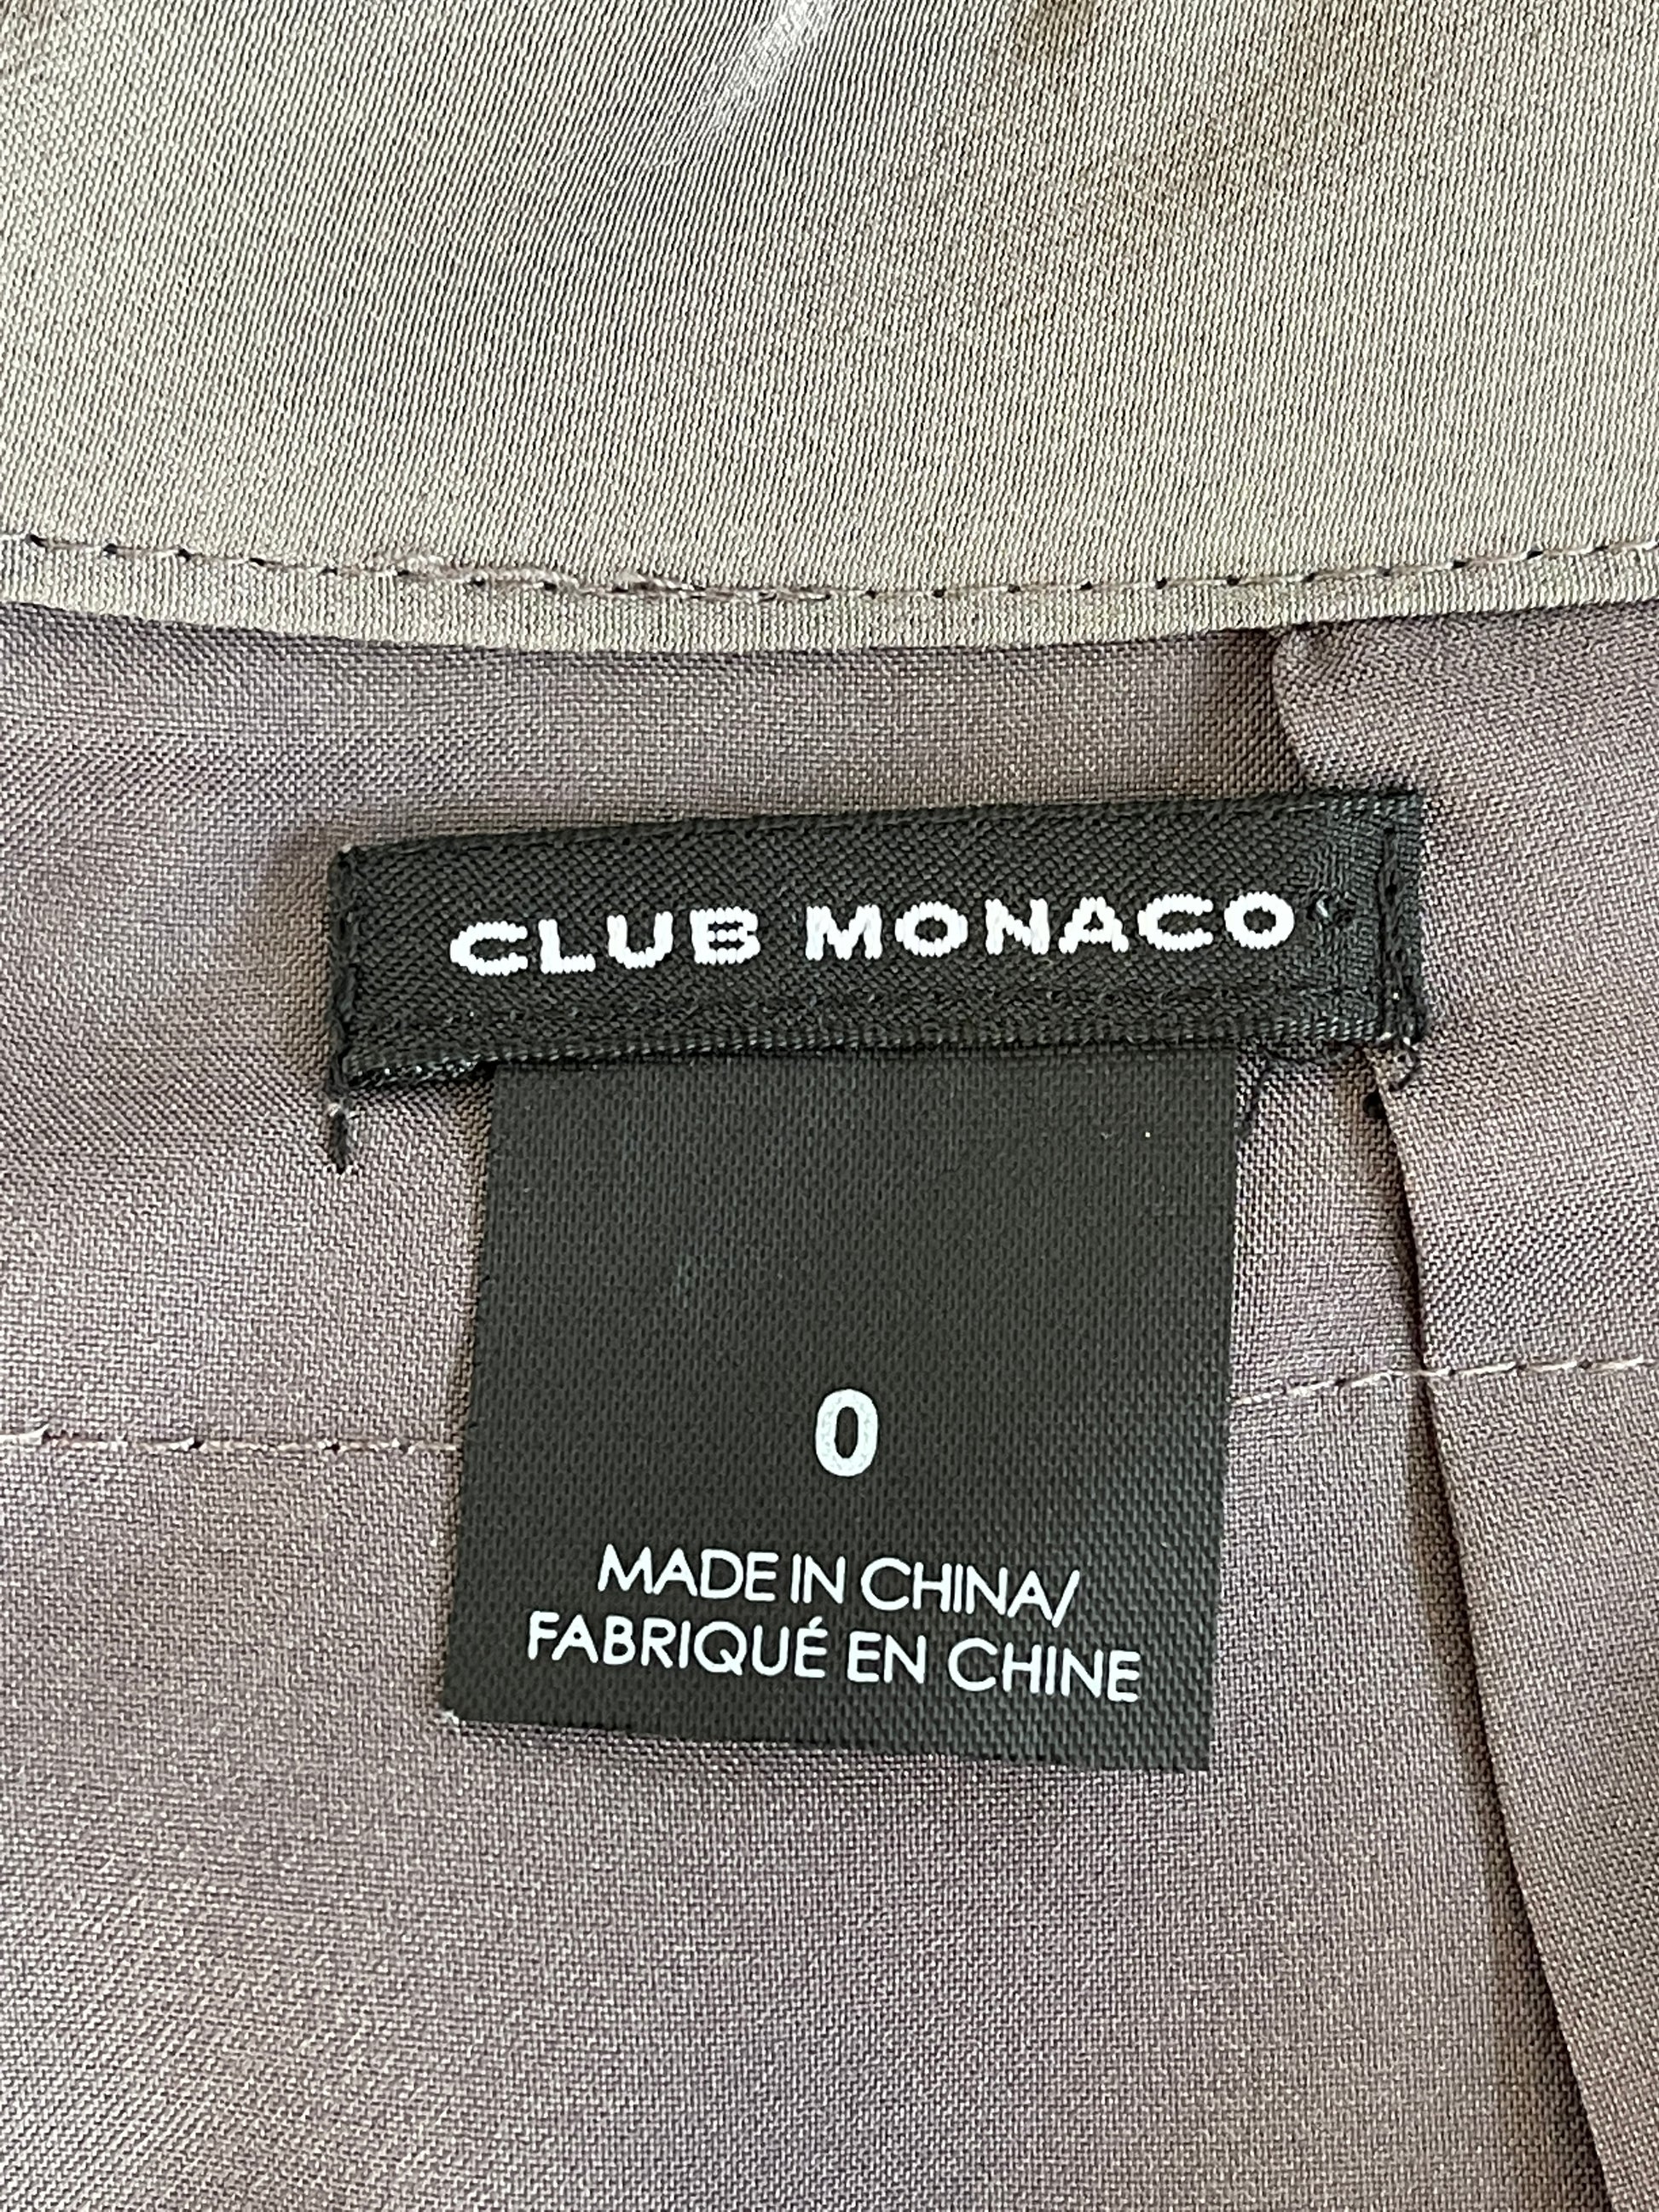 CLUB MONACO
0
MADE IN CHINA/
FABRIQUÉ EN CHINE